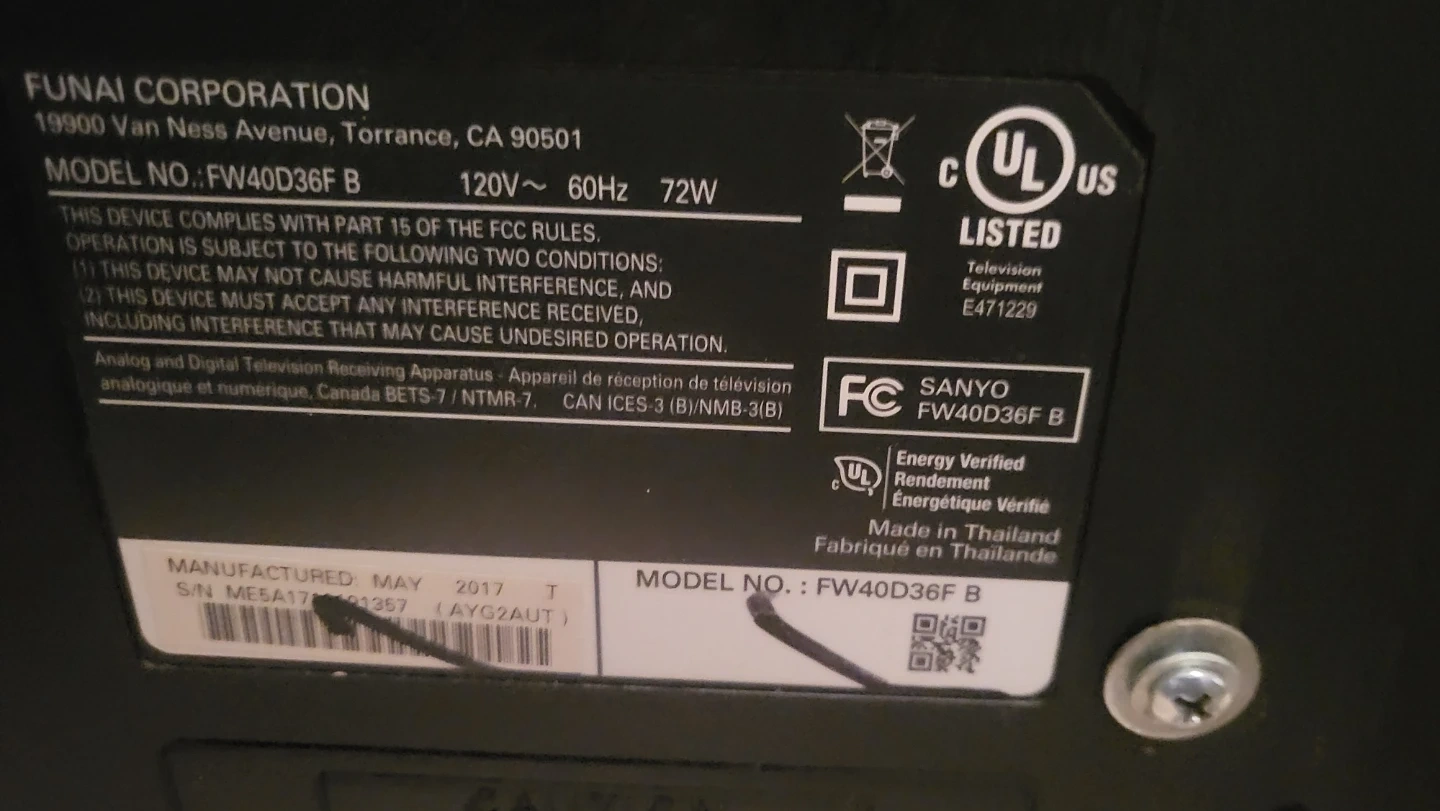 FUNAI CORPORATION
19900 Van Ness Avenue, Torrance, CA 90501
MODEL NO.:FW40D36F B 120V~ 60Hz 72W
THIS DEVICE COMPLIES WITH PART 15 OF THE FCC RULES.
OPERATION IS SUBJECT TO THE FOLLOWING TWO CONDITIONS:
(1) THIS DEVICE MAY NOT CAUSE HARMFUL INTERFERENCE, AND
(2) THIS DEVICE MUST ACCEPT ANY INTERFERENCE RECEIVED,
INCLUDING INTERFERENCE THAT MAY CAUSE UNDESIRED OPERATION.
Analog and Digital Television Receiving Apparatus - Appareil de réception de télévision
analogique et numérique, Canada BETS-7 / NTMR-7. CAN ICES-3 (B)/NMB-3(B)
C UL US
LISTED
Television
Equipment
E471229
FC SANYO
FW40D36F B
c UL Energy Verified
Rendement
Énergétique Vérifié
Made in Thailand
Fabriqué en Thaïlande
MANUFACTURED: MAY 2017 T
S/N (AYG2AUT)
MODEL NO. : FW40D36F B